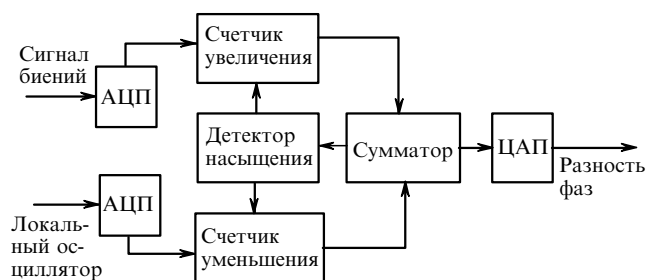 Сигнал
биений
АЦП
Счетчик
увеличения
Детектор
насыщения
Сумматор
ЦАП
Разность
фаз
АЦП
Локаль-
ный ос-
циллятор
Счетчик
уменьшения